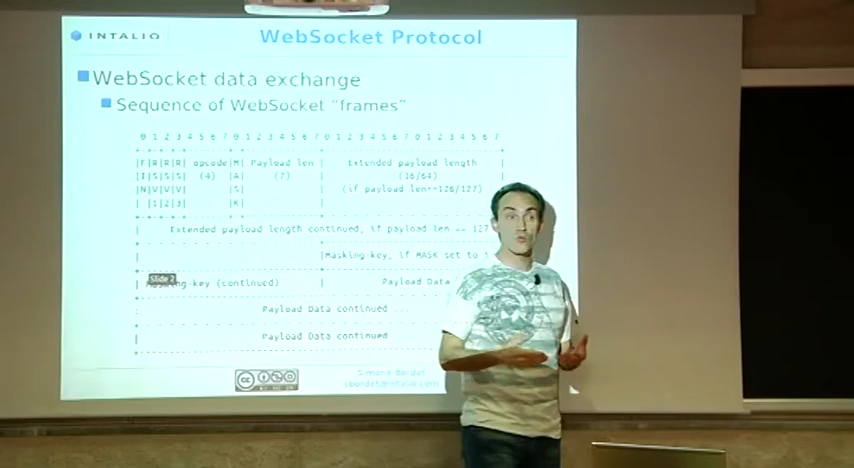 INTALIO
WebSocket Protocol
WebSocket data exchange
Sequence of WebSocket "frames"
0 1 2 3 4 5 6 7 0 1 2 3 4 5 6 7 0 1 2 3 4 5 6 7 0 1 2 3 4 5 6 7
|F|R|R|R| opcode|M| Payload len | Extended payload length |
|I|S|S|S| (4) |A| (7) | (16/64)
|N|V|V|V| |S| | (if payload len==126/127)
| |1|2|3| |K| |
| Extended payload length continued, if payload len == 127
| |Masking-key, if MASK set to 1
Slide 2
-key (continued) | Payload Data
: Payload Data continued ...
| Payload Data continued
cc
Simone Bordet
sbordet@intalio.com